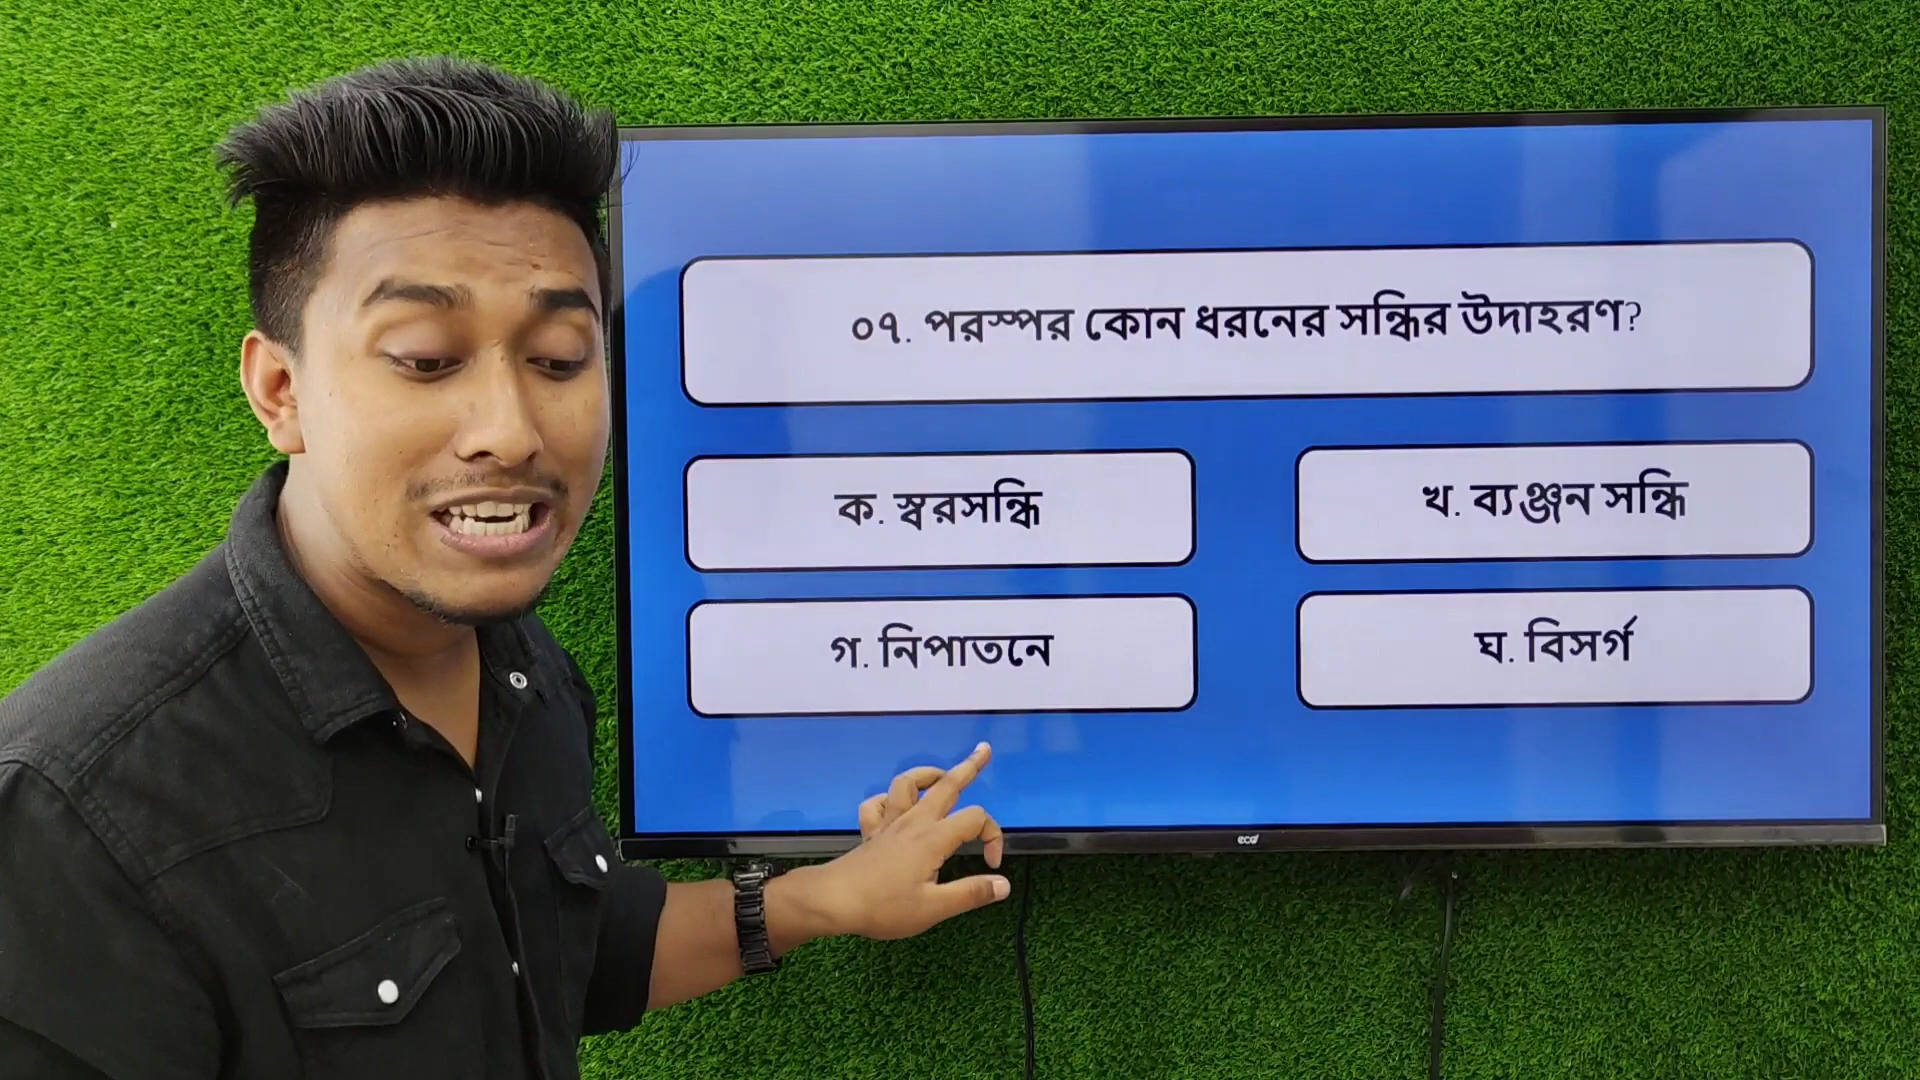 ০৭. পরস্পর কোন ধরনের সন্ধির উদাহরণ?
ক. স্বরসন্ধি
খ. ব্যঞ্জন সন্ধি
গ. নিপাতনে
ঘ. বিসর্গ